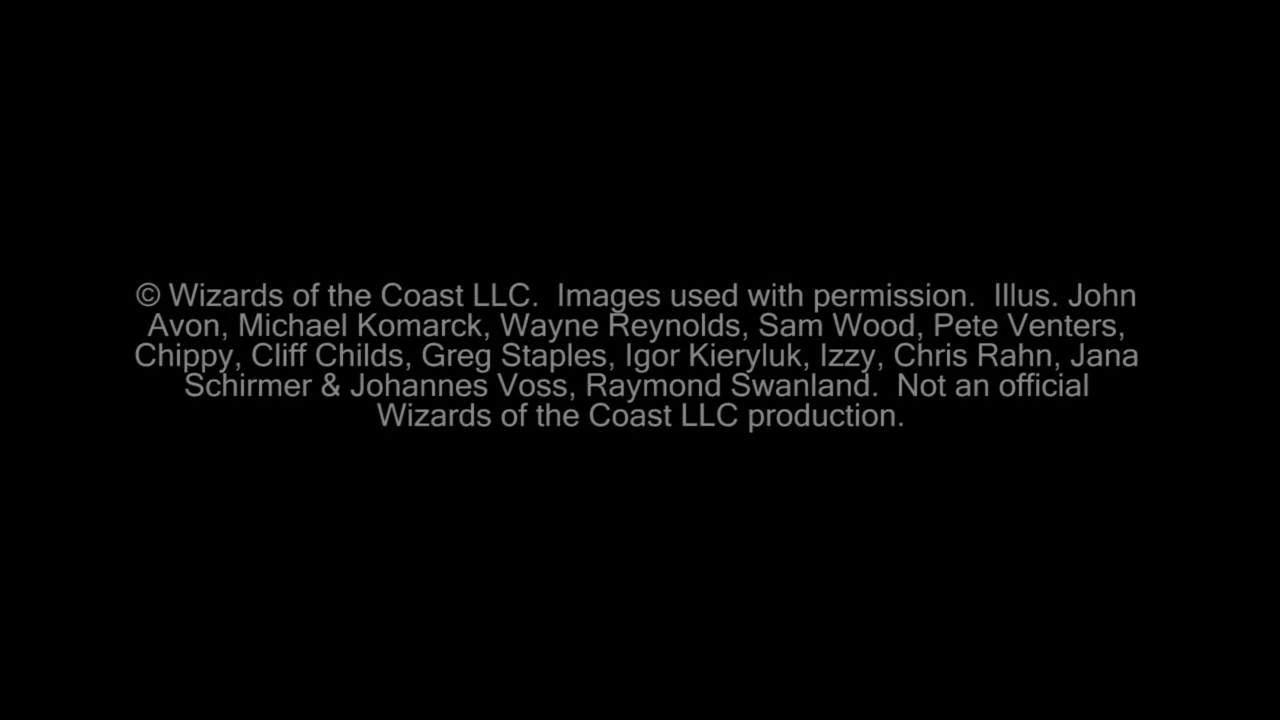 © Wizards of the Coast LLC.  Images used with permission.  Illus. John
Avon, Michael Komarck, Wayne Reynolds, Sam Wood, Pete Venters,
Chippy, Cliff Childs, Greg Staples, Igor Kieryluk, Izzy, Chris Rahn, Jana
Schirmer & Johannes Voss, Raymond Swanland.  Not an official
Wizards of the Coast LLC production.